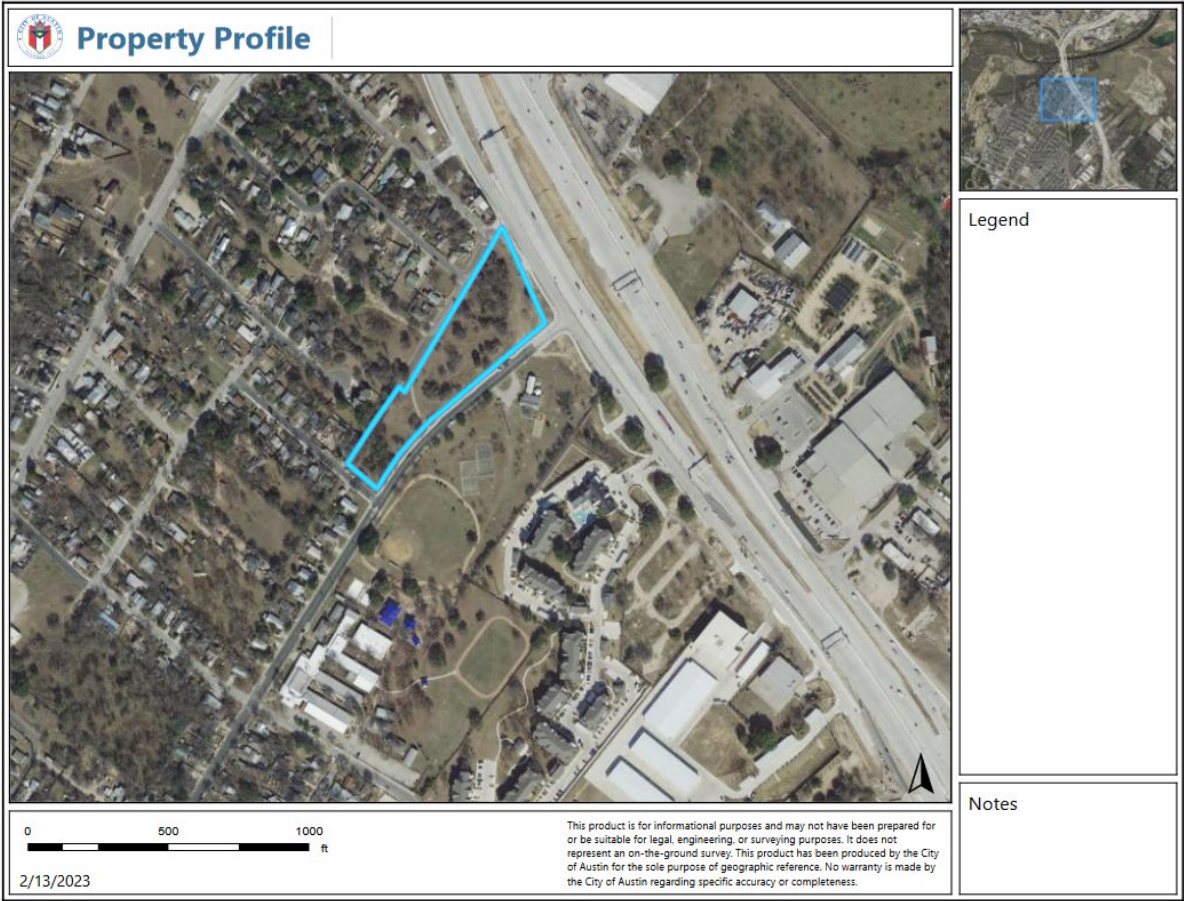 Property Profile
Legend
Notes
0 500 1000
ft
2/13/2023
This product is for informational purposes and may not have been prepared for
or be suitable for legal, engineering, or surveying purposes. It does not
represent an on-the-ground survey. This product has been produced by the City
of Austin for the sole purpose of geographic reference. No warranty is made by
the City of Austin regarding specific accuracy or completeness.